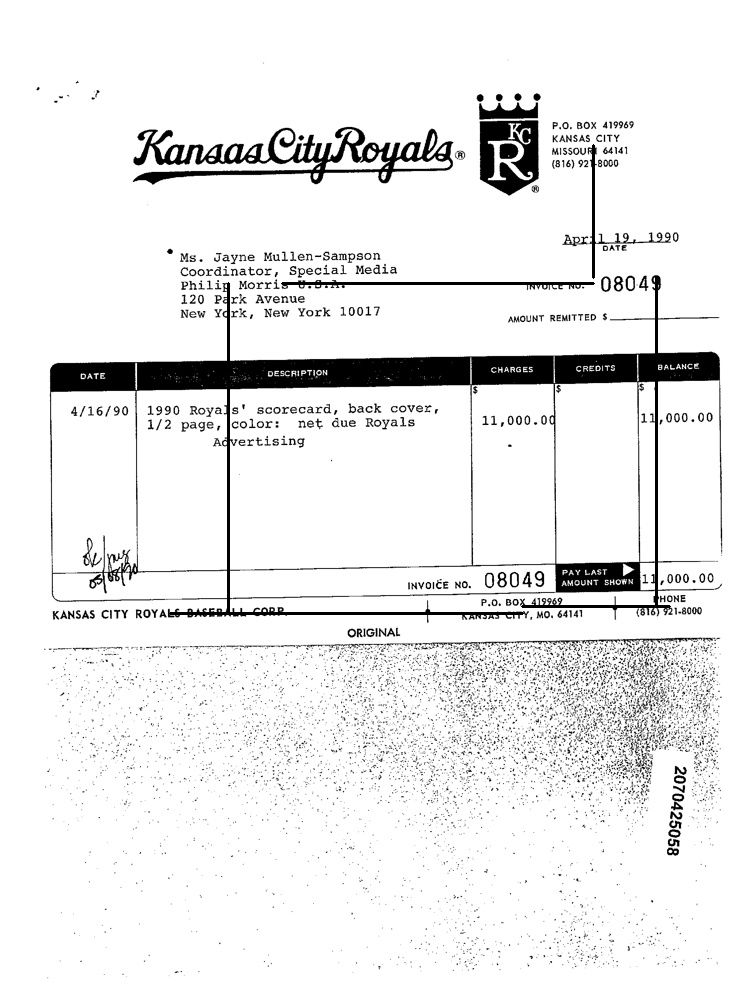 Kansas City Royals ®
KC
R
®
P.O. BOX 419969
KANSAS CITY
MISSOURI 64141
(816) 921-8000
April 19, 1990
DATE
Ms. Jayne Mullen-Sampson
Coordinator, Special Media
Philip Morris U.S.A.
120 Park Avenue
New York, New York 10017
INVOICE NO. 08049
AMOUNT REMITTED $
DATE DESCRIPTION CHARGES CREDITS BALANCE
$ $ $
4/16/90 1990 Royals' scorecard, back cover,
1/2 page, color: net due Royals 11,000.00 11,000.00
Advertising
INVOICE NO. 08049 PAY LAST AMOUNT SHOWN 11,000.00
KANSAS CITY ROYALS BASEBALL CORP. P.O. BOX 419969 PHONE
KANSAS CITY, MO. 64141 (816) 921-8000
ORIGINAL
2070425058